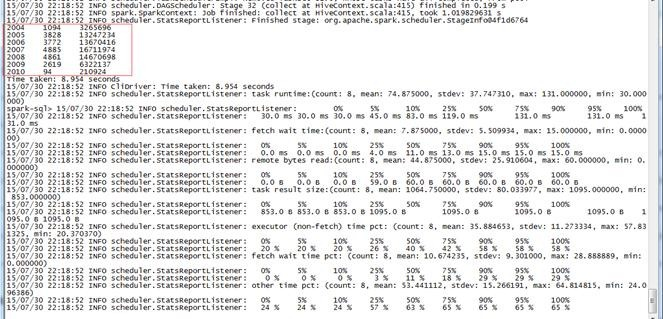 15/07/30 22:18:52 INFO scheduler.DAGScheduler: Stage 32 (collect at HiveContext.scala:415) finished in 0.199 s
15/07/30 22:18:52 INFO spark.SparkContext: Job finished: collect at HiveContext.scala:415, took 1.019829631 s
15/07/30 22:18:52 INFO scheduler.StatsReportListener: Finished stage: org.apache.spark.scheduler.StageInfo@4f1d6764
2004 1094 3265696
2005 3828 13247234
2006 3772 13670416
2007 4885 16711974
2008 4861 14670698
2009 2619 6322137
2010 94 210924
Time taken: 8.954 seconds
15/07/30 22:18:52 INFO CliDriver: Time taken: 8.954 seconds
15/07/30 22:18:52 INFO scheduler.StatsReportListener: task runtime:(count: 8, mean: 74.875000, stdev: 37.747310, max: 131.000000, min: 30.000
000)
spark-sql> 15/07/30 22:18:52 INFO scheduler.StatsReportListener: 0% 5% 10% 25% 50% 75% 90% 95% 100%
15/07/30 22:18:52 INFO scheduler.StatsReportListener: 30.0 ms 30.0 ms 30.0 ms 45.0 ms 83.0 ms 119.0 ms 131.0 ms 131.0 ms 1
31.0 ms
15/07/30 22:18:52 INFO scheduler.StatsReportListener: fetch wait time:(count: 8, mean: 7.875000, stdev: 5.509934, max: 15.000000, min: 0.0000
00)
15/07/30 22:18:52 INFO scheduler.StatsReportListener: 0% 5% 10% 25% 50% 75% 90% 95% 100%
15/07/30 22:18:52 INFO scheduler.StatsReportListener: 0.0 ms 0.0 ms 0.0 ms 4.0 ms 11.0 ms 13.0 ms 15.0 ms 15.0 ms 15.0 ms
15/07/30 22:18:52 INFO scheduler.StatsReportListener: remote bytes read:(count: 8, mean: 44.875000, stdev: 25.910604, max: 60.000000, min: 0.
000000)
15/07/30 22:18:52 INFO scheduler.StatsReportListener: 0% 5% 10% 25% 50% 75% 90% 95% 100%
15/07/30 22:18:52 INFO scheduler.StatsReportListener: 0.0 B 0.0 B 0.0 B 59.0 B 60.0 B 60.0 B 60.0 B 60.0 B 60.0 B
15/07/30 22:18:52 INFO scheduler.StatsReportListener: task result size:(count: 8, mean: 1064.750000, stdev: 80.033977, max: 1095.000000, min:
853.000000)
15/07/30 22:18:52 INFO scheduler.StatsReportListener: 0% 5% 10% 25% 50% 75% 90% 95% 100%
15/07/30 22:18:52 INFO scheduler.StatsReportListener: 853.0 B 853.0 B 853.0 B 1095.0 B 1095.0 B 1095.0 B 1095.0 B 1
095.0 B 1095.0 B
15/07/30 22:18:52 INFO scheduler.StatsReportListener: executor (non-fetch) time pct: (count: 8, mean: 35.884653, stdev: 11.273334, max: 57.83
1325, min: 20.370370)
15/07/30 22:18:52 INFO scheduler.StatsReportListener: 0% 5% 10% 25% 50% 75% 90% 95% 100%
15/07/30 22:18:52 INFO scheduler.StatsReportListener: 20 % 20 % 20 % 26 % 40 % 42 % 58 % 58 % 58 %
15/07/30 22:18:52 INFO scheduler.StatsReportListener: fetch wait time pct: (count: 8, mean: 10.674235, stdev: 9.301000, max: 28.888889, min:
0.000000)
15/07/30 22:18:52 INFO scheduler.StatsReportListener: 0% 5% 10% 25% 50% 75% 90% 95% 100%
15/07/30 22:18:52 INFO scheduler.StatsReportListener: 0 % 0 % 0 % 3 % 11 % 18 % 29 % 29 % 29 %
15/07/30 22:18:52 INFO scheduler.StatsReportListener: other time pct: (count: 8, mean: 53.441112, stdev: 15.266191, max: 64.814815, min: 24.0
96386)
15/07/30 22:18:52 INFO scheduler.StatsReportListener: 0% 5% 10% 25% 50% 75% 90% 95% 100%
15/07/30 22:18:52 INFO scheduler.StatsReportListener: 24 % 24 % 24 % 57 % 63 % 65 % 65 % 65 % 65 %